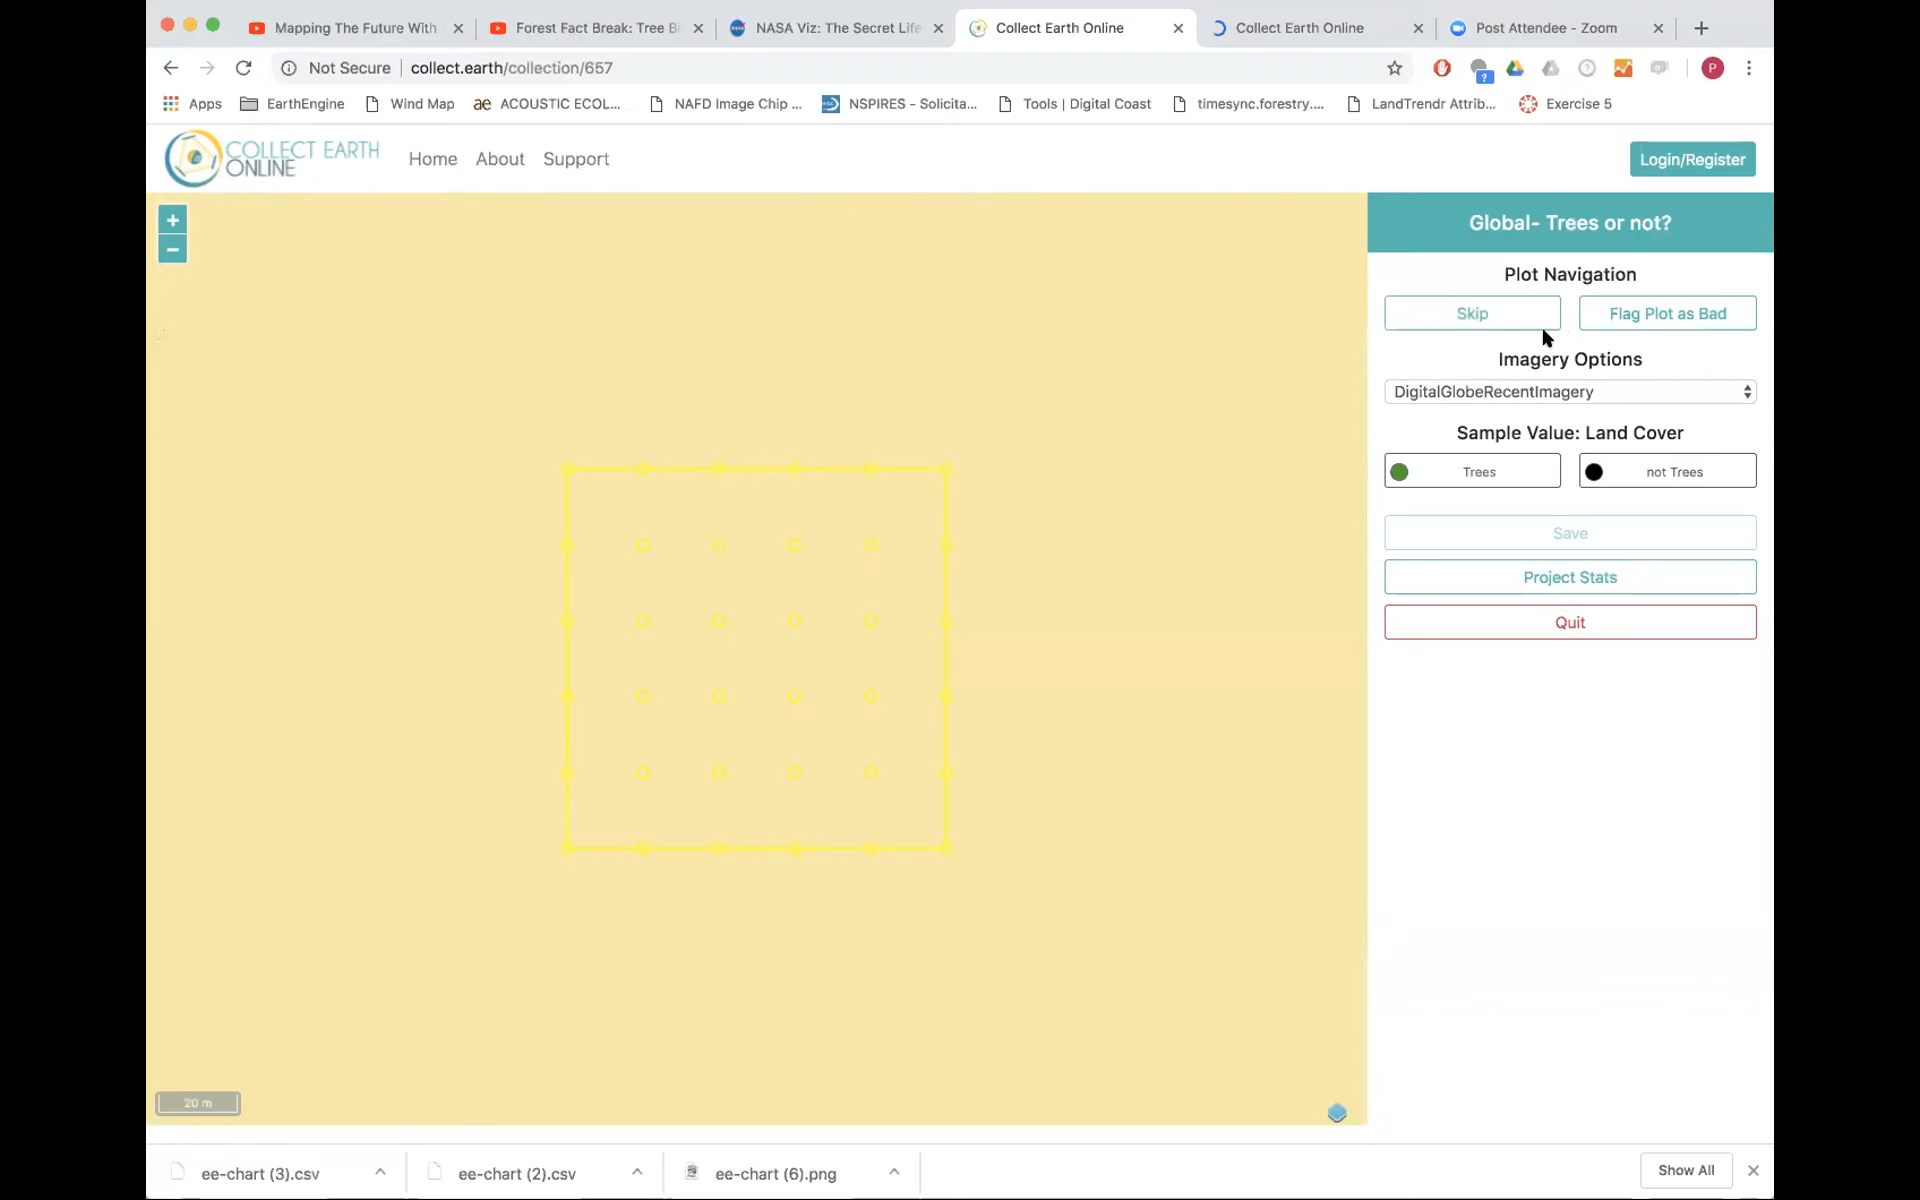 Mapping The Future With
Forest Fact Break: Tree Bi
NASA Viz: The Secret Life
Collect Earth Online
Collect Earth Online
Post Attendee - Zoom
Not Secure
collect.earth/collection/657
P
Apps
EarthEngine
Wind Map
ae ACOUSTIC ECOL...
NAFD Image Chip ...
NSPIRES - Solicita...
Tools | Digital Coast
timesync.forestry....
LandTrendr Attrib...
Exercise 5
COLLECT EARTH
ONLINE
Home
About
Support
Login/Register
+
−
Global- Trees or not?
Plot Navigation
Skip
Flag Plot as Bad
Imagery Options
DigitalGlobeRecentImagery
Sample Value: Land Cover
Trees
not Trees
Save
Project Stats
Quit
20 m
ee-chart (3).csv
ee-chart (2).csv
ee-chart (6).png
Show All